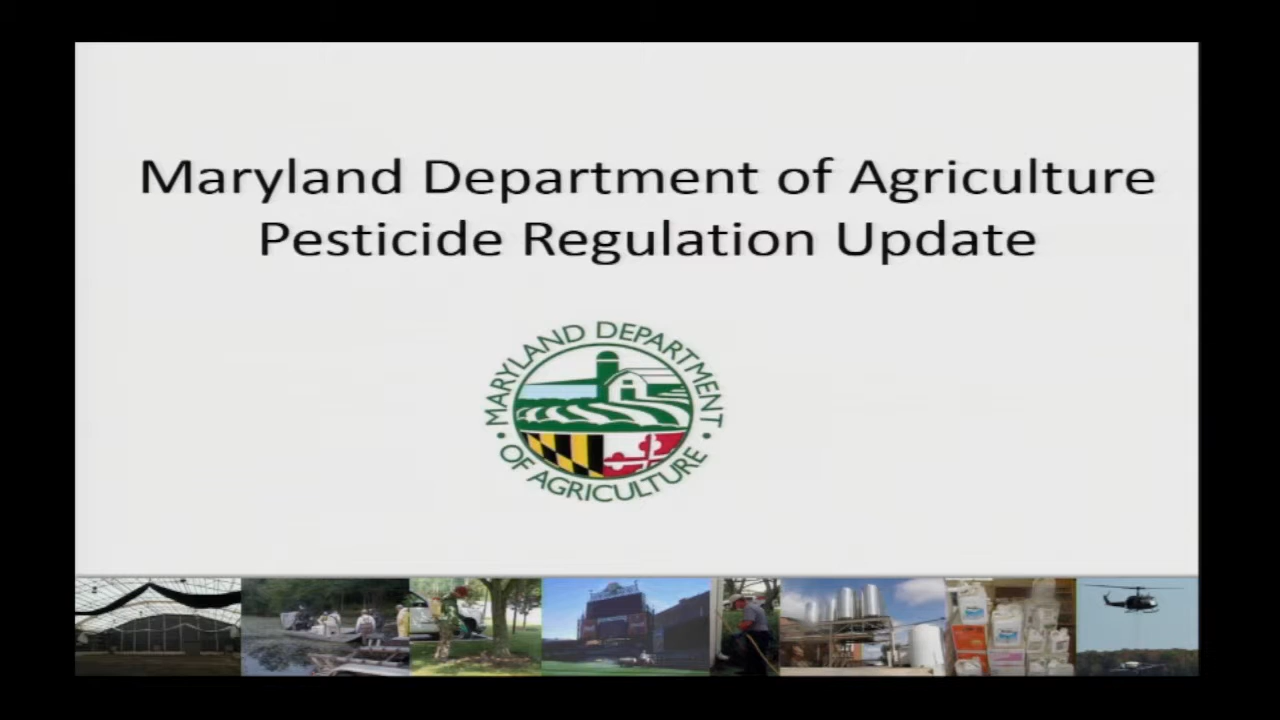 Maryland Department of Agriculture
Pesticide Regulation Update
MARYLAND DEPARTMENT
• OF AGRICULTURE •